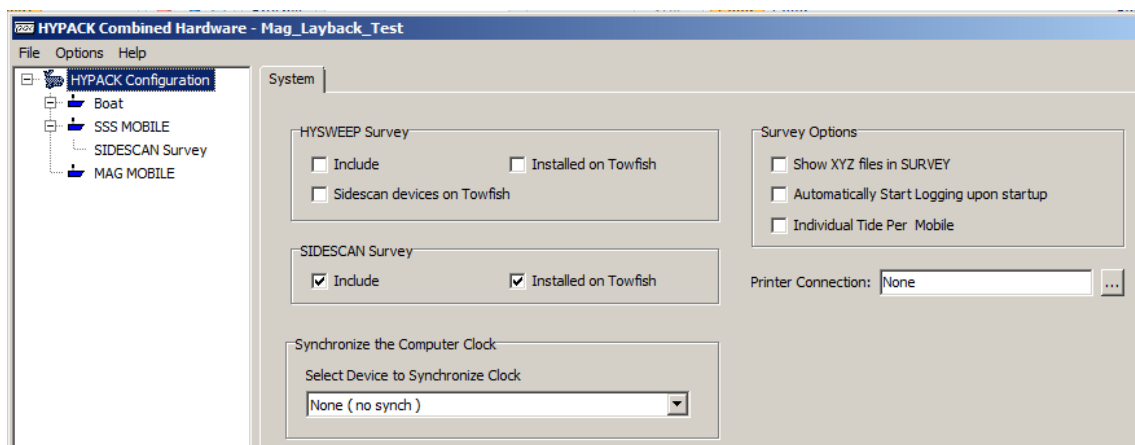 HYPACK Combined Hardware - Mag_Layback_Test
File Options Help
HYPACK Configuration
Boat
SSS MOBILE
SIDESCAN Survey
MAG MOBILE
System
HYSWEEP Survey
Include
Installed on Towfish
Sidescan devices on Towfish
SIDESCAN Survey
Include
Installed on Towfish
Synchronize the Computer Clock
Select Device to Synchronize Clock
None ( no synch )
Survey Options
Show XYZ files in SURVEY
Automatically Start Logging upon startup
Individual Tide Per Mobile
Printer Connection: None
...